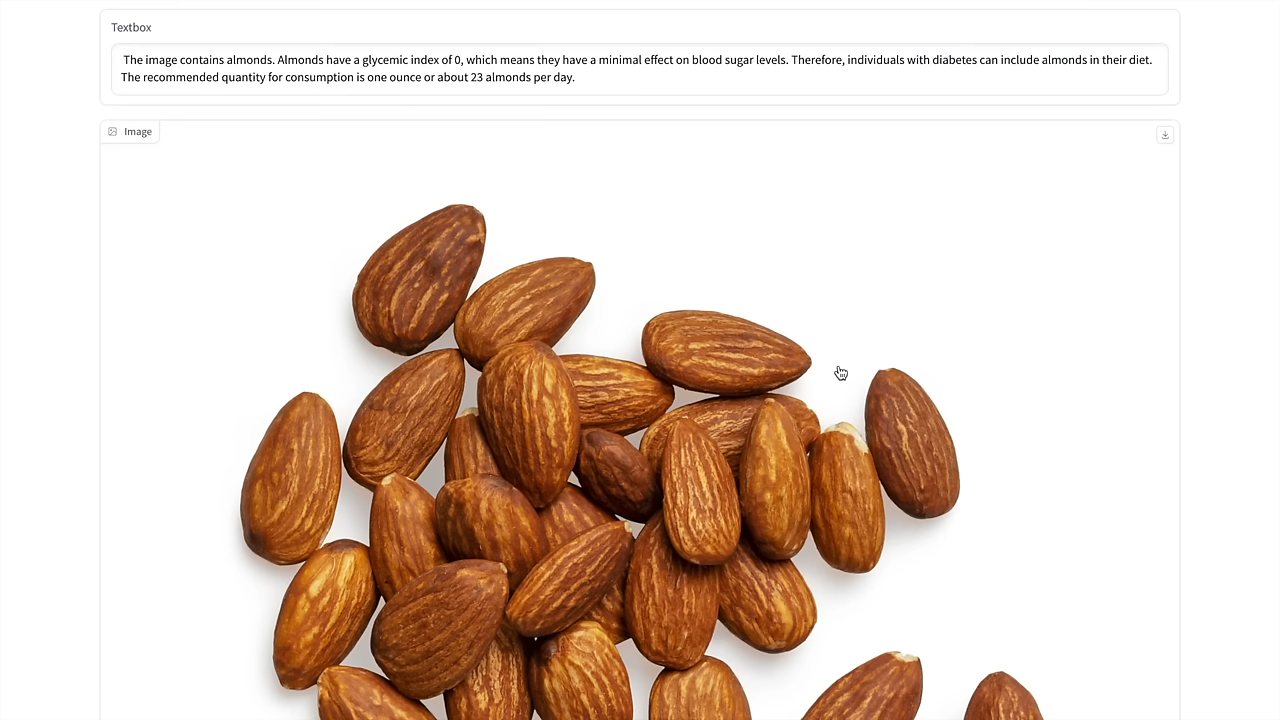 Textbox
The image contains almonds. Almonds have a glycemic index of 0, which means they have a minimal effect on blood sugar levels. Therefore, individuals with diabetes can include almonds in their diet.
The recommended quantity for consumption is one ounce or about 23 almonds per day.
Image